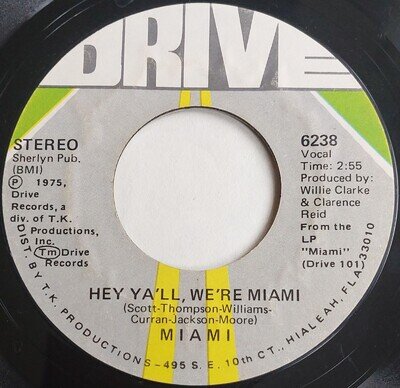 DRIVE
STEREO
Sherlyn Pub.
(BMI)
Ⓟ 1975,
Drive
Records, a
div. of T.K.
Productions,
Inc.
Tm Drive
Records
6238
Vocal
Time: 2:55
Produced by:
Willie Clarke
& Clarence
Reid
From the
LP
"Miami"
(Drive 101)
HEY YA'LL, WE'RE MIAMI
(Scott-Thompson-Williams-
Curran-Jackson-Moore)
MIAMI
DIST. BY T.K. PRODUCTIONS-495 S.E. 10th CT., HIALEAH, FLA. 33010